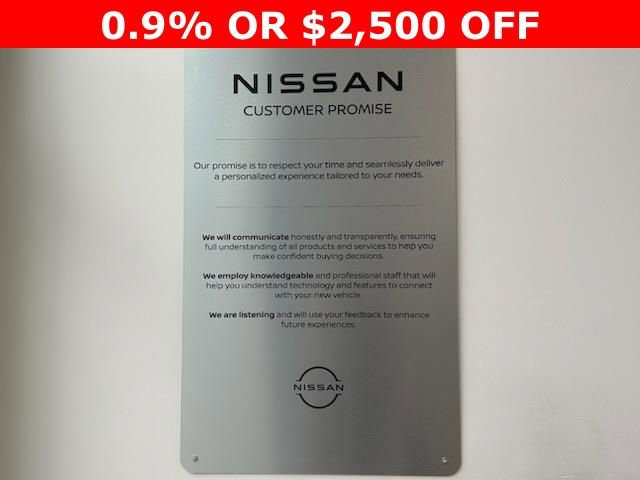 0.9% OR $2,500 OFF
NISSAN
CUSTOMER PROMISE
Our promise is to respect your time and seamlessly deliver
a personalized experience tailored to your needs.
We will communicate honestly and transparently, ensuring
full understanding of all products and services to help you
make confident buying decisions.
We employ knowledgeable and professional staff that will
help you understand technology and features to connect
with your new vehicle.
We are listening and will use your feedback to enhance
future experiences.
NISSAN